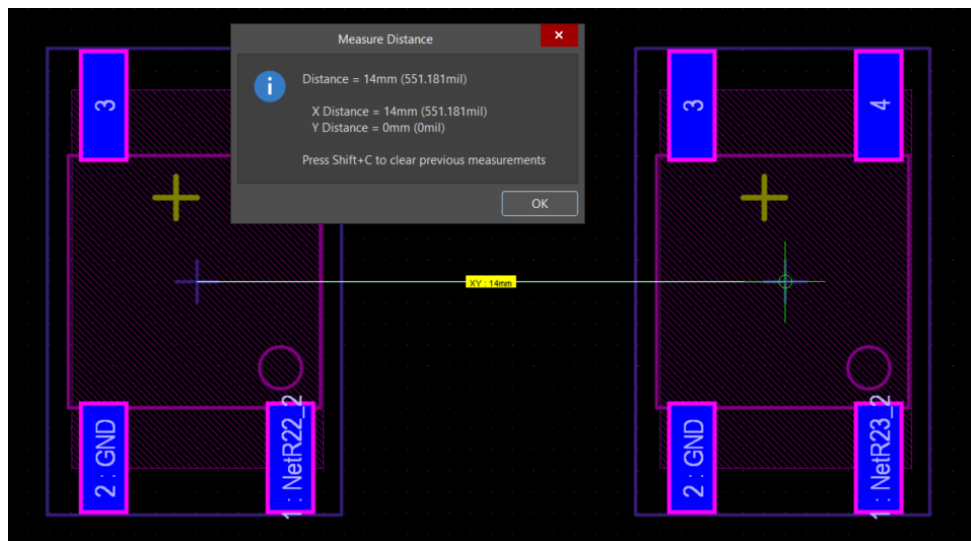 Measure Distance
Distance = 14mm (551.181mil)
X Distance = 14mm (551.181mil)
Y Distance = 0mm (0mil)
Press Shift+C to clear previous measurements
OK
3
3
4
XY : 14mm
2 : GND
1 : NetR22_2
2 : GND
1 : NetR23_2